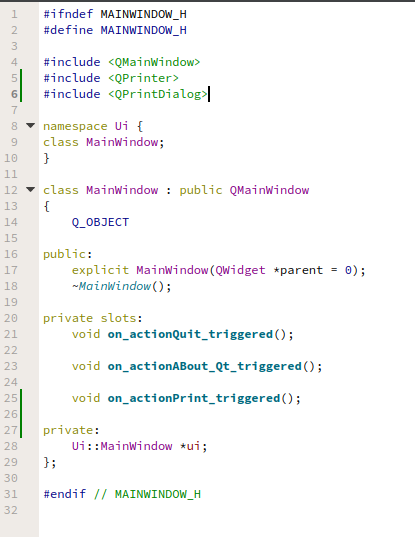 1 #ifndef MAINWINDOW_H
2 #define MAINWINDOW_H
3
4 #include <QMainWindow>
5 #include <QPrinter>
6 #include <QPrintDialog>
7
8 namespace Ui {
9 class MainWindow;
10 }
11
12 class MainWindow : public QMainWindow
13 {
14     Q_OBJECT
15
16 public:
17     explicit MainWindow(QWidget *parent = 0);
18     ~MainWindow();
19
20 private slots:
21     void on_actionQuit_triggered();
22
23     void on_actionABout_Qt_triggered();
24
25     void on_actionPrint_triggered();
26
27 private:
28     Ui::MainWindow *ui;
29 };
30
31 #endif // MAINWINDOW_H
32